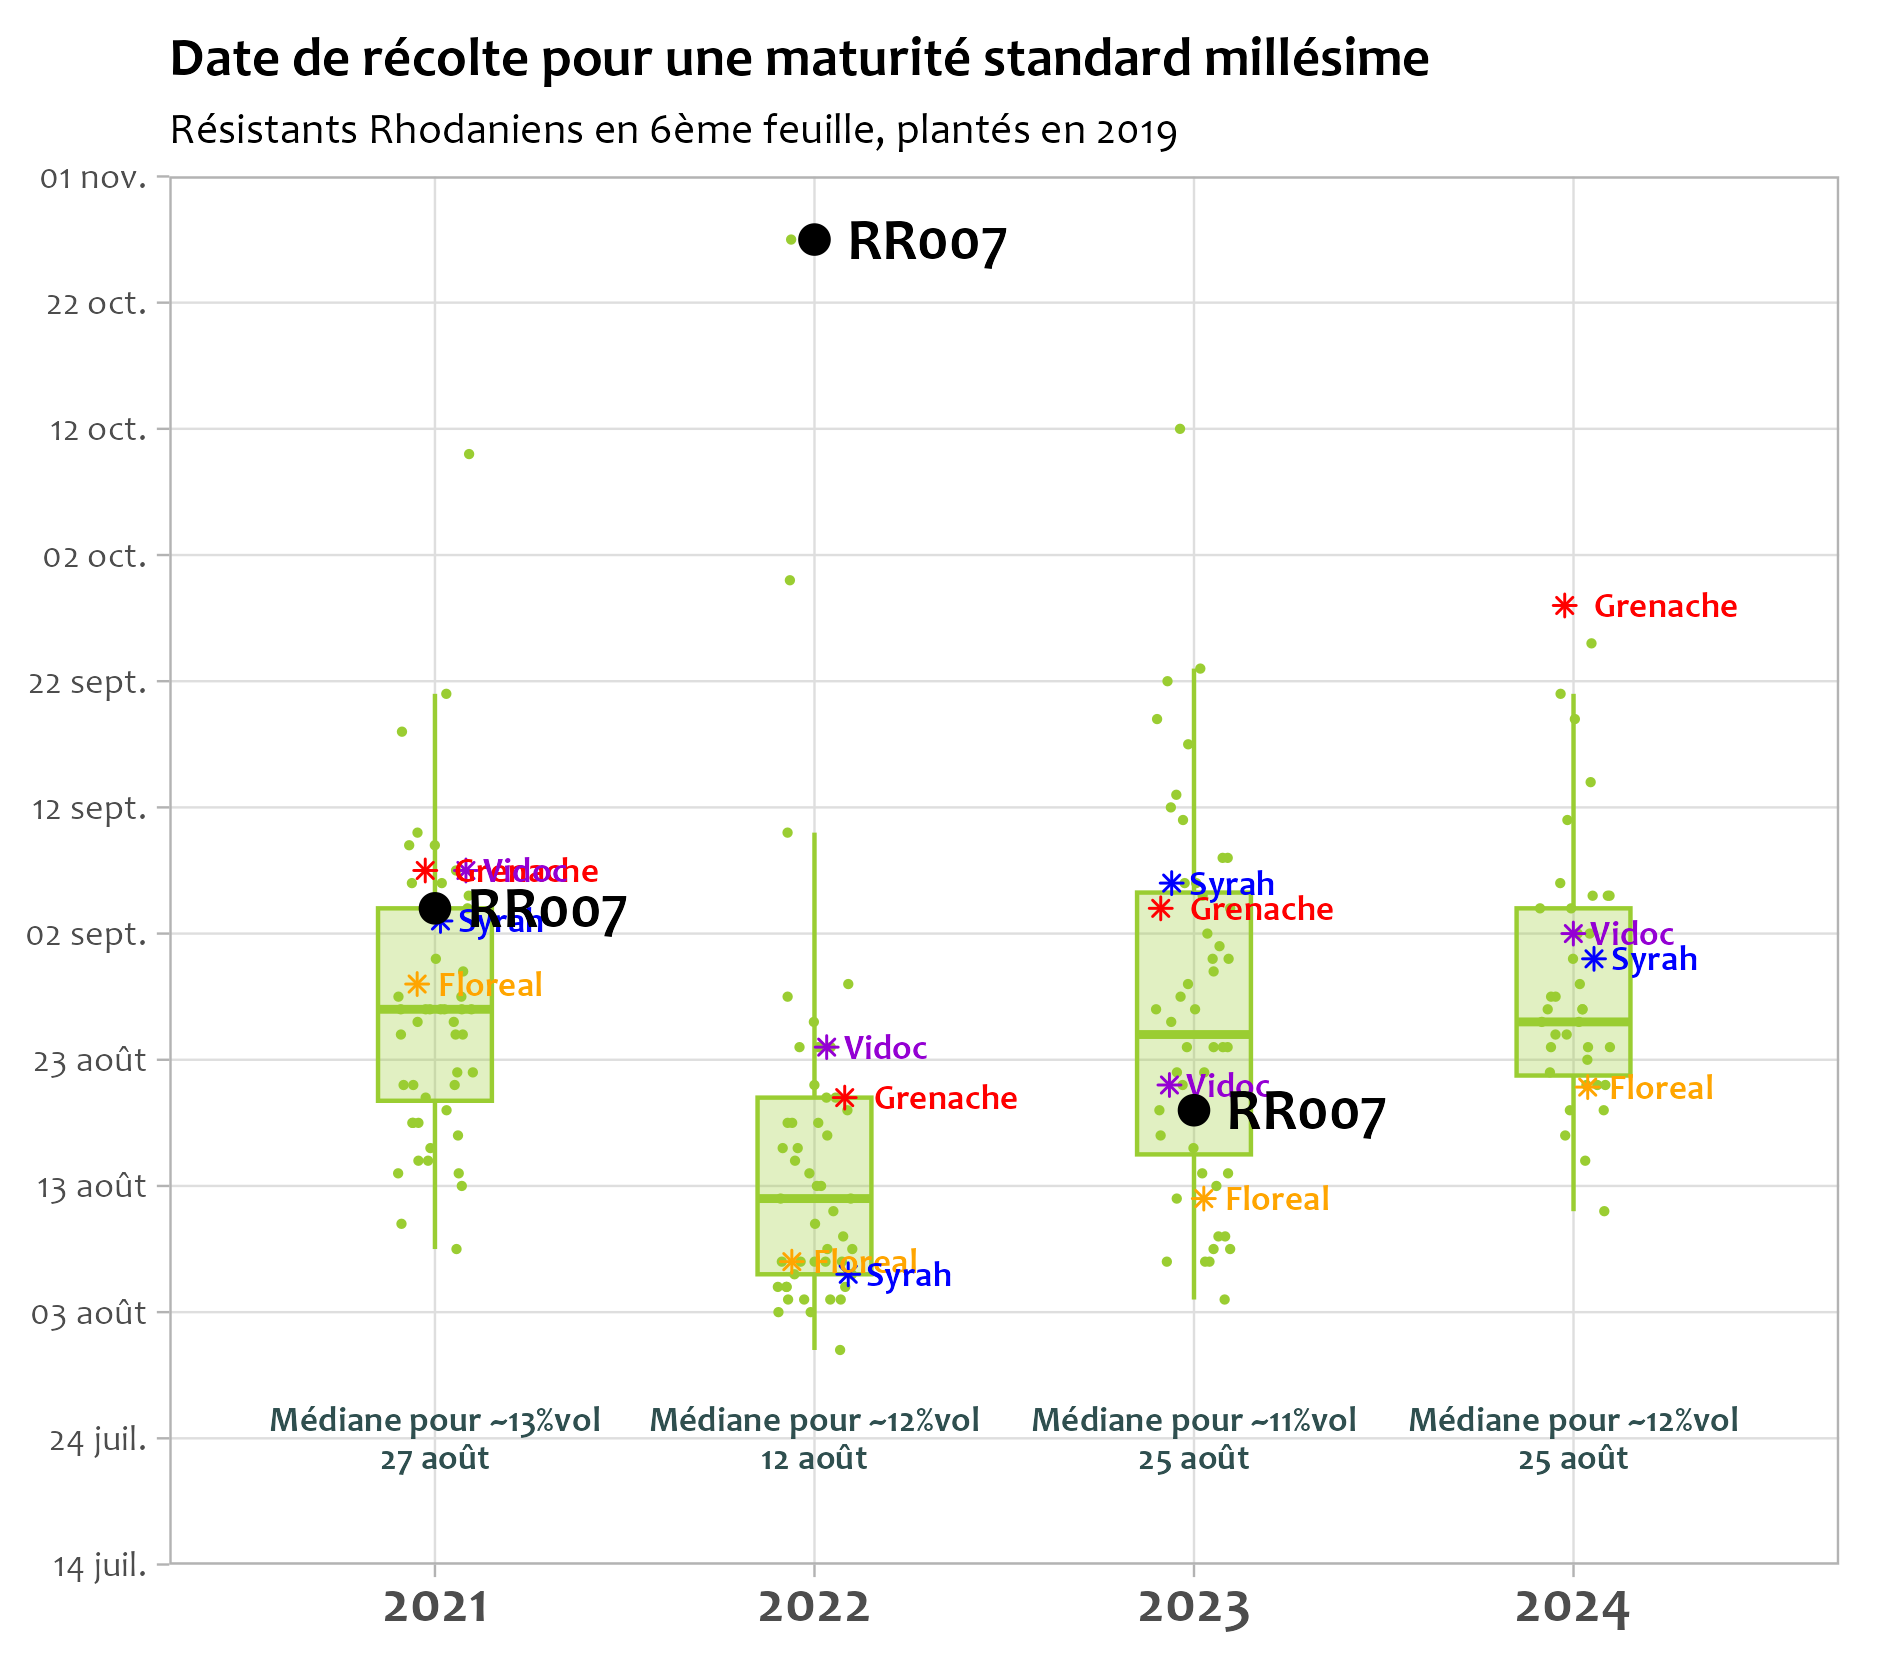 Date de récolte pour une maturité standard millésime
Résistants Rhodaniens en 6ème feuille, plantés en 2019
01 nov.
22 oct.
12 oct.
02 oct.
22 sept.
12 sept.
02 sept.
23 août
13 août
03 août
24 juil.
14 juil.
Grenache
Vidoc
RR007
Syrah
Floreal
RR007
Vidoc
Grenache
Floreal
Syrah
Syrah
Grenache
Vidoc
RR007
Floreal
Grenache
Vidoc
Syrah
Floreal
Médiane pour ~13%vol
27 août
Médiane pour ~12%vol
12 août
Médiane pour ~11%vol
25 août
Médiane pour ~12%vol
25 août
2021
2022
2023
2024